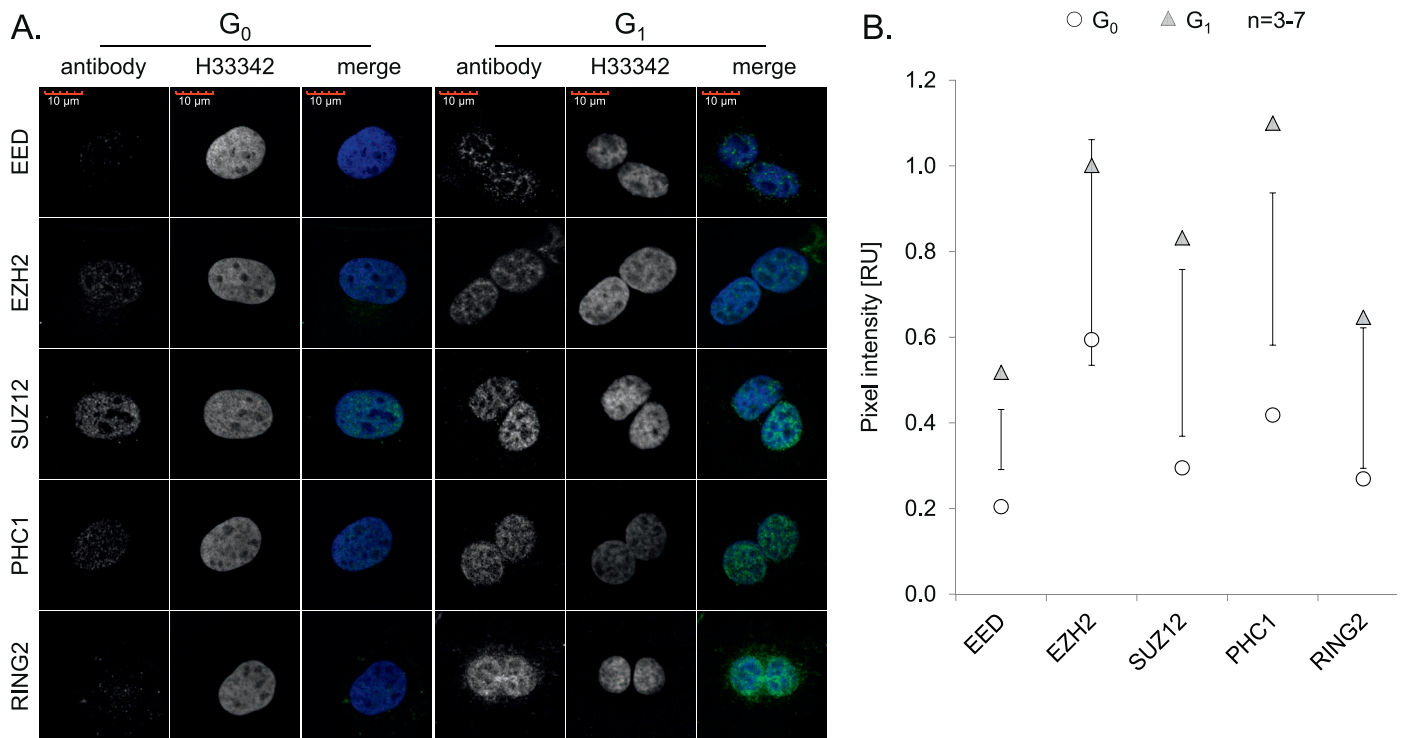 A.
G₀ G₁
antibody H33342 merge antibody H33342 merge
10 µm 10 µm 10 µm 10 µm 10 µm 10 µm
EED
EZH2
SUZ12
PHC1
RING2
B.
G₀ G₁ n=3-7
Pixel intensity [RU]
1.2
1.0
0.8
0.6
0.4
0.2
0.0
EED EZH2 SUZ12 PHC1 RING2